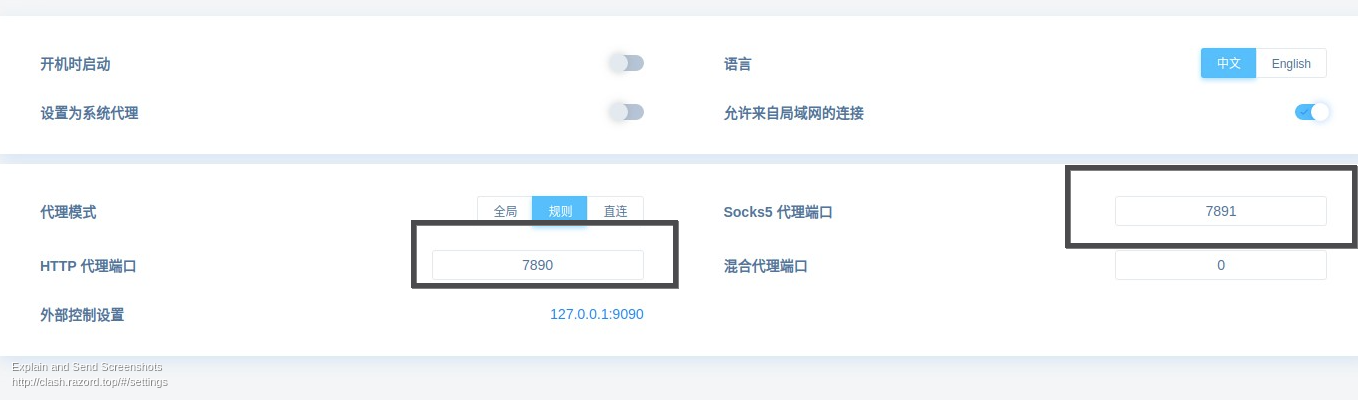 开机时启动
语言
中文 English
设置为系统代理
允许来自局域网的连接
代理模式
全局 规则 直连
Socks5 代理端口
7891
HTTP 代理端口
7890
混合代理端口
0
外部控制设置
127.0.0.1:9090
Explain and Send Screenshots
http://clash.razord.top/#/settings